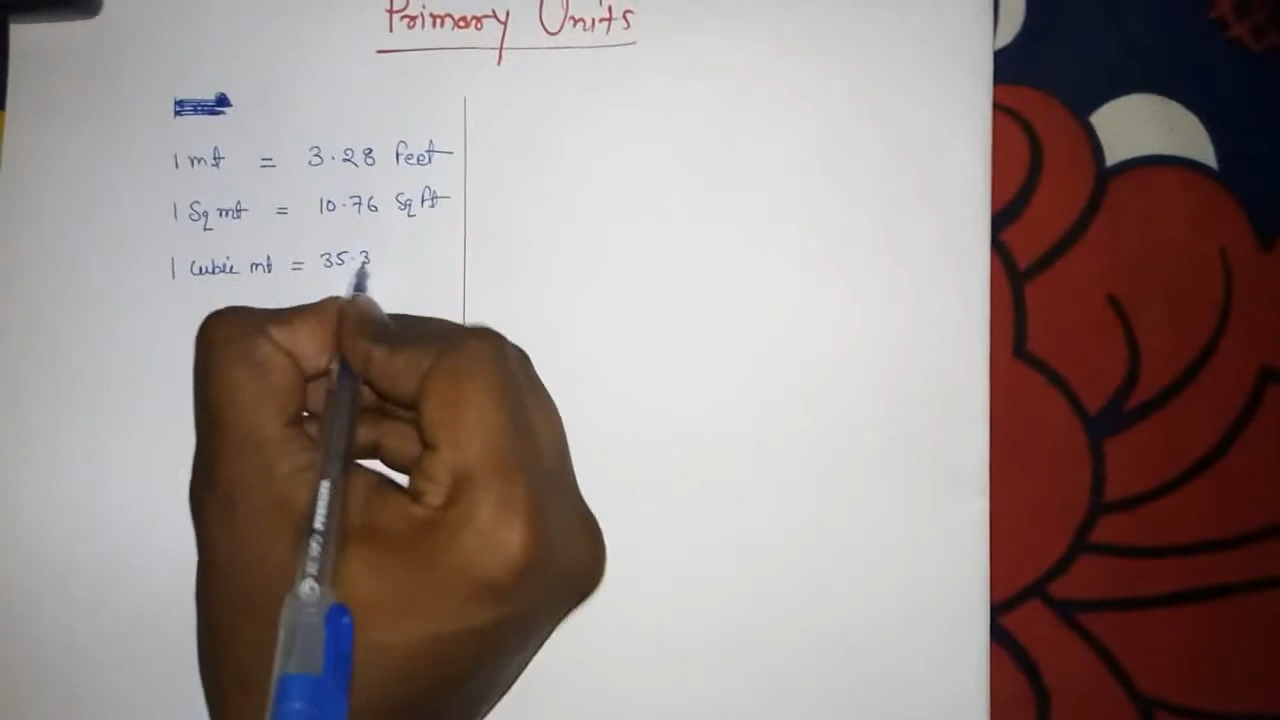 Primary Units
1 mt = 3.28 feet
1 Sq mt = 10.76 Sq ft
1 cubic mt = 35.3